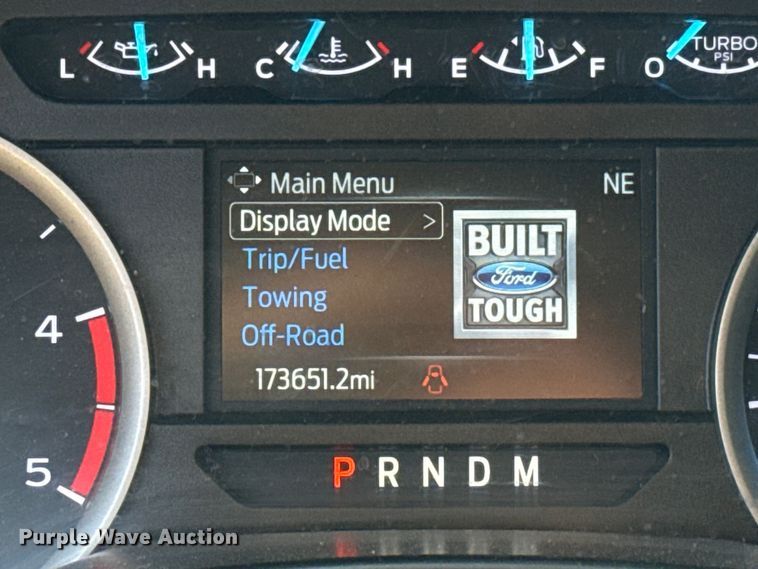 L H C H E F O TURBO PSI
Main Menu NE
Display Mode >
Trip/Fuel
Towing
Off-Road
BUILT
Ford
TOUGH
173651.2mi
4
5
P R N D M
Purple Wave Auction